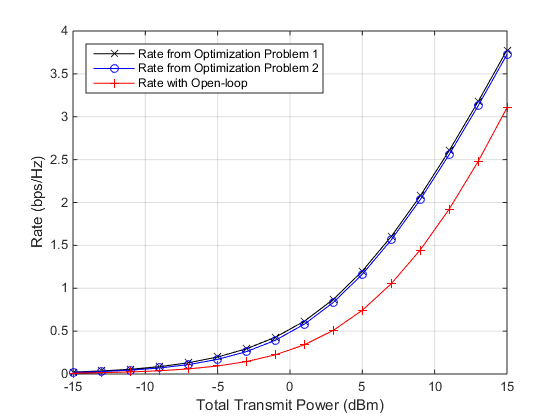 4
3.5
3
2.5
2
1.5
1
0.5
0
Rate from Optimization Problem 1
Rate from Optimization Problem 2
Rate with Open-loop
Rate (bps/Hz)
-15 -10 -5 0 5 10 15
Total Transmit Power (dBm)